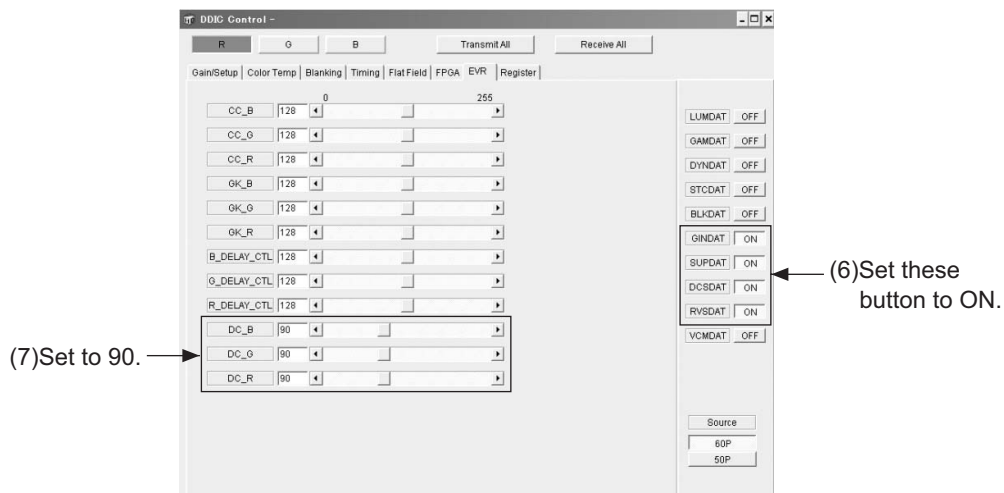 DDIC Control -
R G B Transmit All Receive All
Gain/Setup Color Temp Blanking Timing Flat Field FPGA EVR Register
0 255
CC_B 128
CC_G 128
CC_R 128
GK_B 128
GK_G 128
GK_R 128
B_DELAY_CTL 128
G_DELAY_CTL 128
R_DELAY_CTL 128
DC_B 90
DC_G 90
DC_R 90
(7)Set to 90.
LUMDAT OFF
GAMDAT OFF
DYNDAT OFF
STCDAT OFF
BLKDAT OFF
GINDAT ON
SUPDAT ON
DCSDAT ON
RVSDAT ON
VCMDAT OFF
(6)Set these
button to ON.
Source
60P
50P